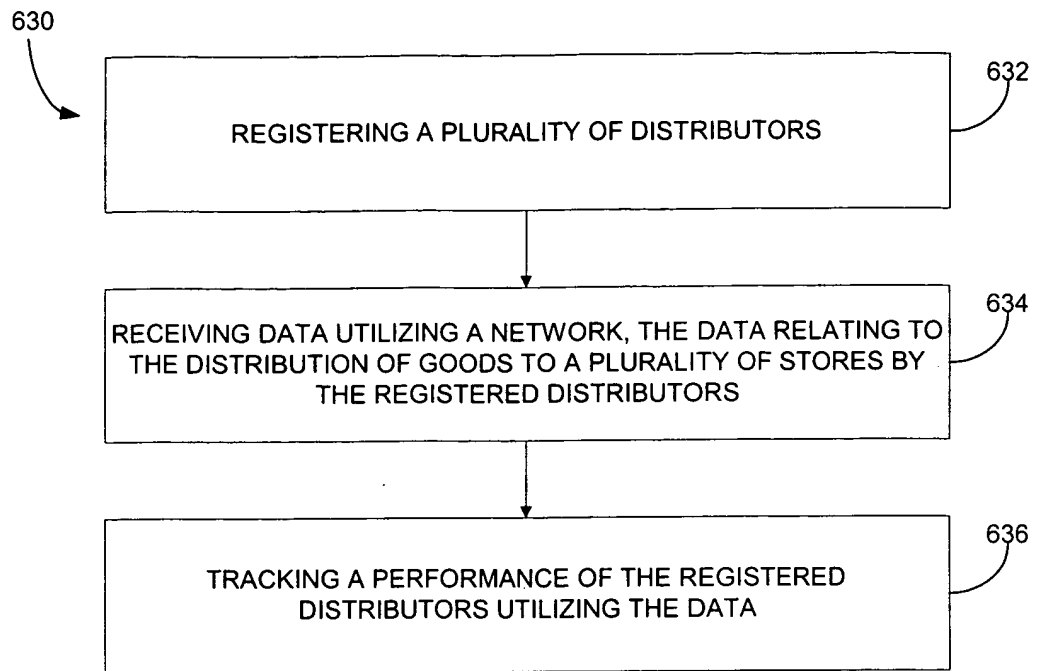 630
632
REGISTERING A PLURALITY OF DISTRIBUTORS
634
RECEIVING DATA UTILIZING A NETWORK, THE DATA RELATING TO
THE DISTRIBUTION OF GOODS TO A PLURALITY OF STORES BY
THE REGISTERED DISTRIBUTORS
636
TRACKING A PERFORMANCE OF THE REGISTERED
DISTRIBUTORS UTILIZING THE DATA